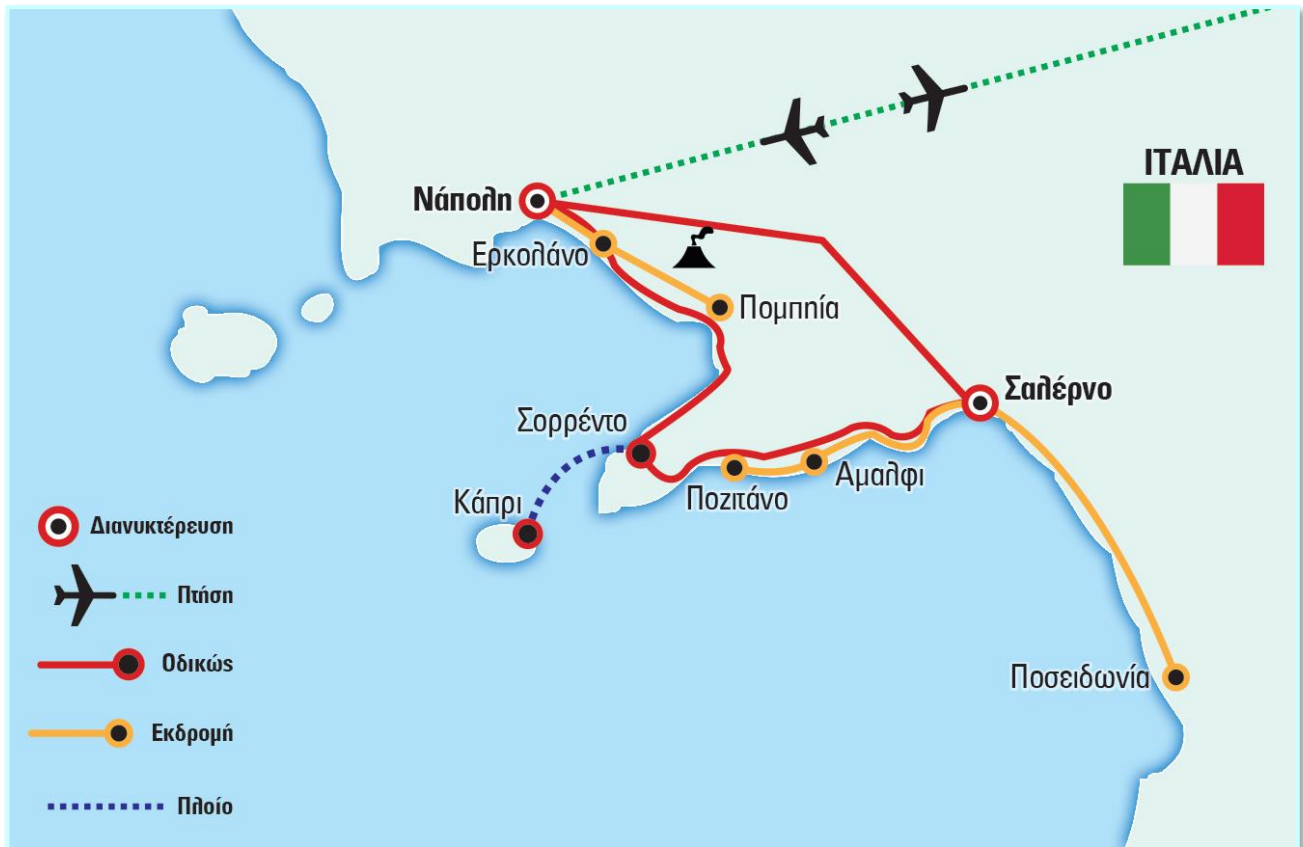 ΙΤΑΛΙΑ
Νάπολη
Ερκολάνο
Πομπηία
Σαλέρνο
Σορρέντο
Αμαλφι
Ποζιτάνο
Κάπρι
Διανυκτέρευση
Πτήση
Οδικώς
Ποσειδωνία
Εκδρομή
Πλοίο